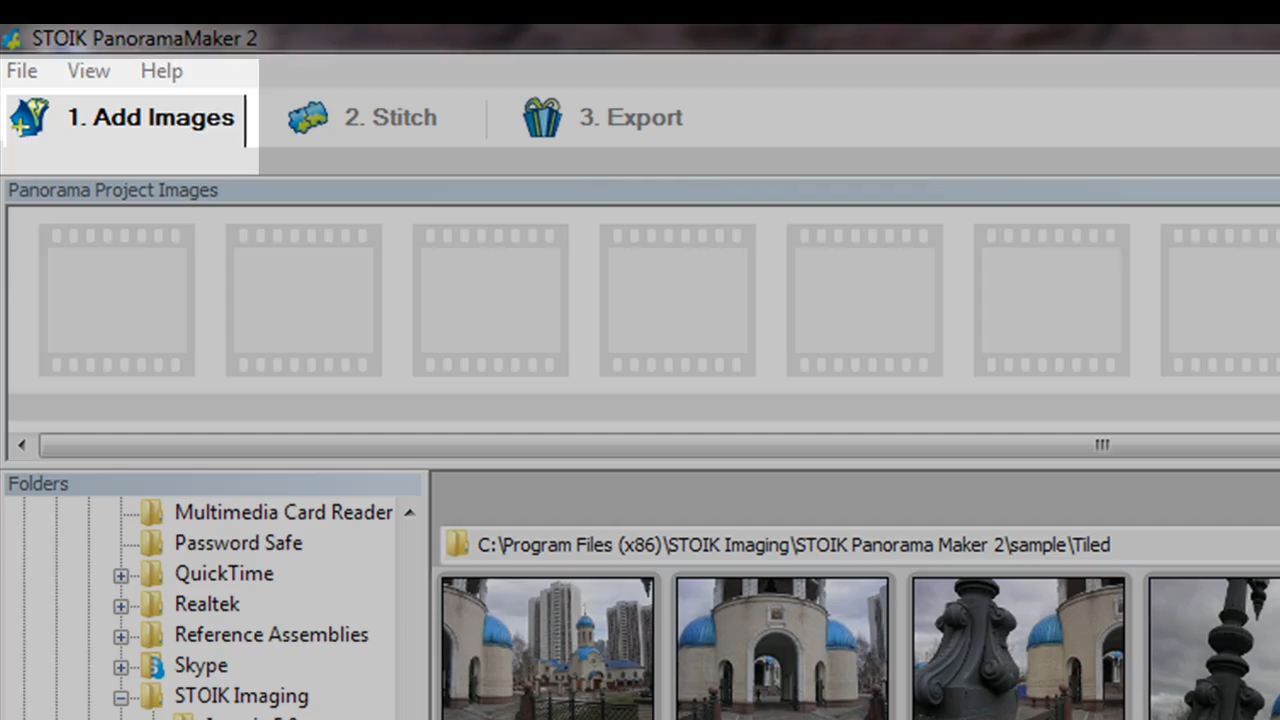 STOIK PanoramaMaker 2
File View Help
1. Add Images 2. Stitch 3. Export
Panorama Project Images
Folders
Multimedia Card Reader
C:\Program Files (x86)\STOIK Imaging\STOIK Panorama Maker 2\sample\Tiled
Password Safe
QuickTime
Realtek
Reference Assemblies
Skype
STOIK Imaging